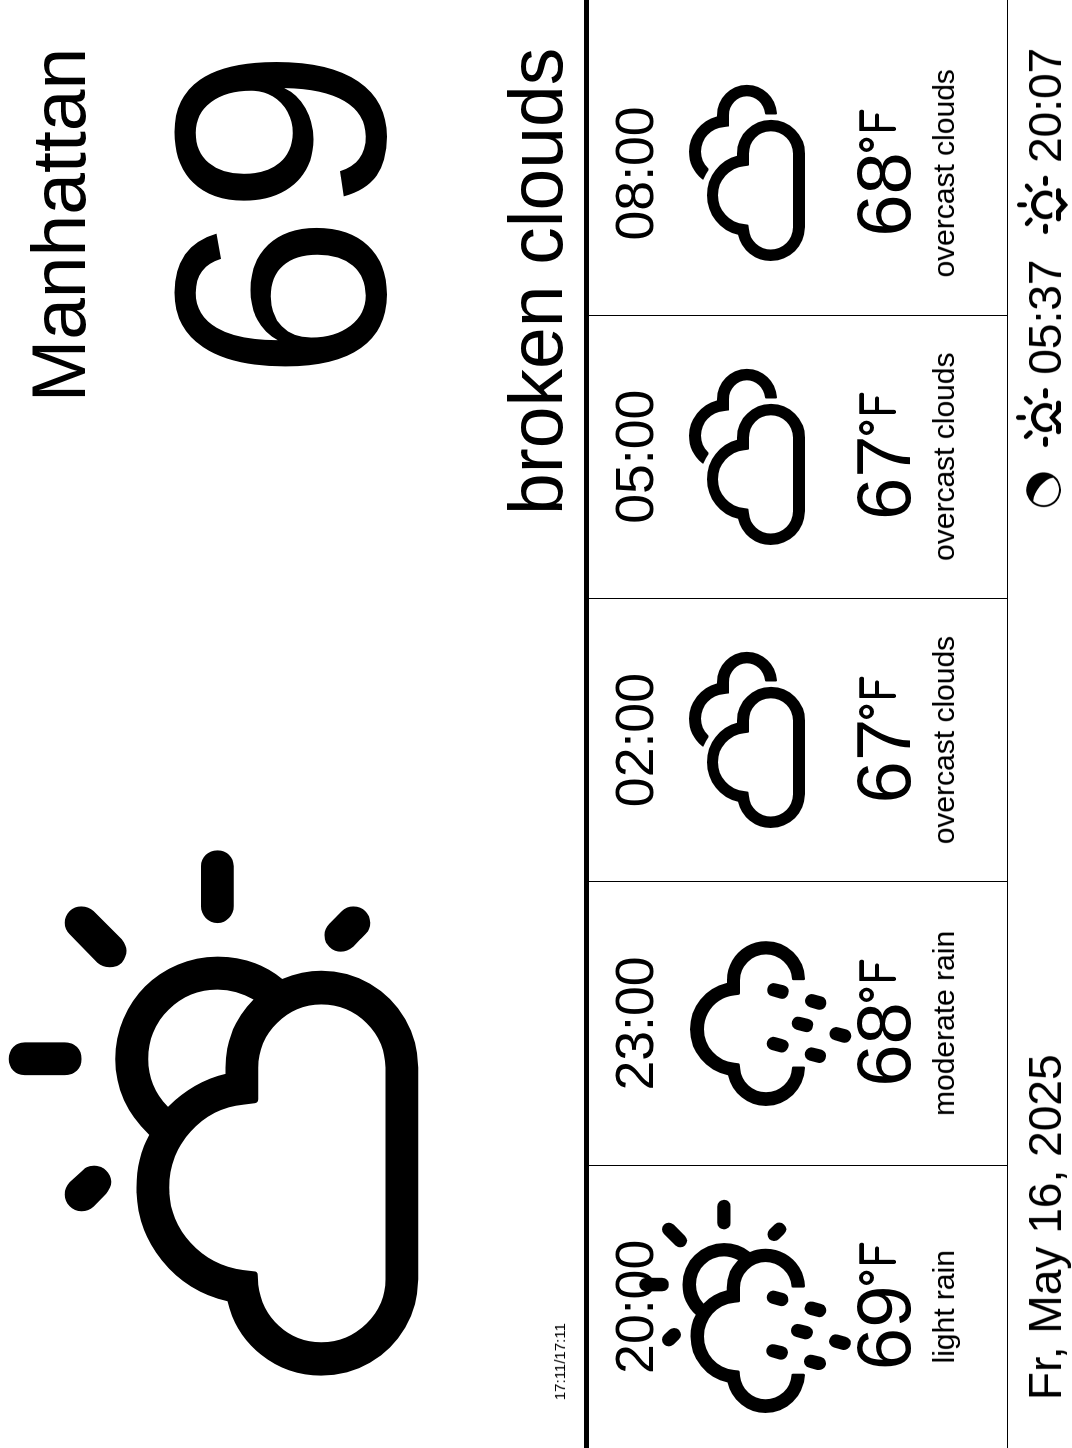 Manhattan
69
17:11/17:11 broken clouds
20:00 23:00 02:00 05:00 08:00
69°F 68°F 67°F 67°F 68°F
light rain moderate rain overcast clouds overcast clouds overcast clouds
Fr, May 16, 2025 05:37 20:07